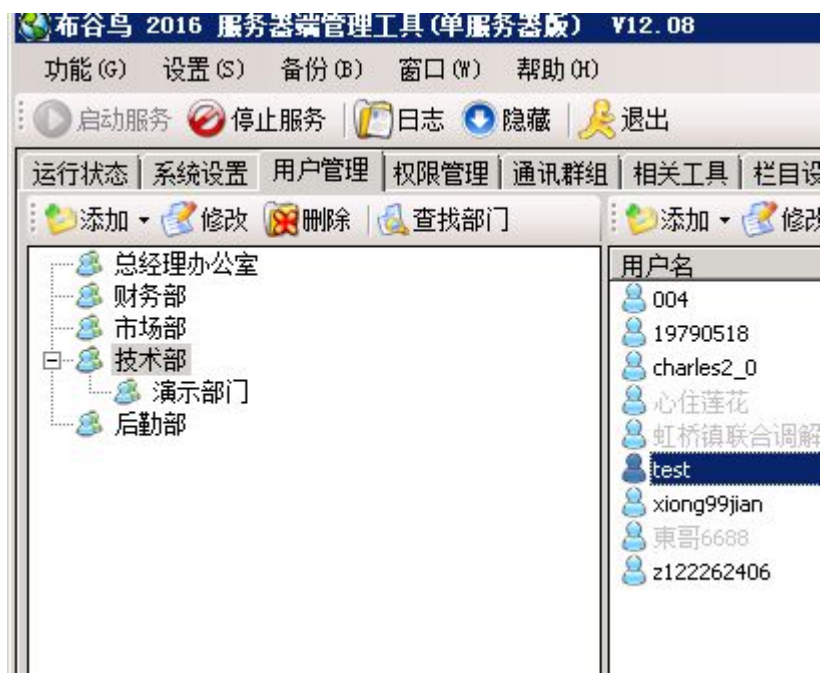 布谷鸟 2016 服务器端管理工具(单服务器版) V12.08
功能(G) 设置(S) 备份(B) 窗口(W) 帮助(H)
启动服务 停止服务 日志 隐藏 退出
运行状态 系统设置 用户管理 权限管理 通讯群组 相关工具 栏目设
添加 修改 删除 查找部门 添加 修改
总经理办公室
财务部
市场部
技术部
演示部门
后勤部
用户名
004
19790518
charles2_0
心住莲花
虹桥镇联合调解
test
xiong99jian
東哥6688
z122262406